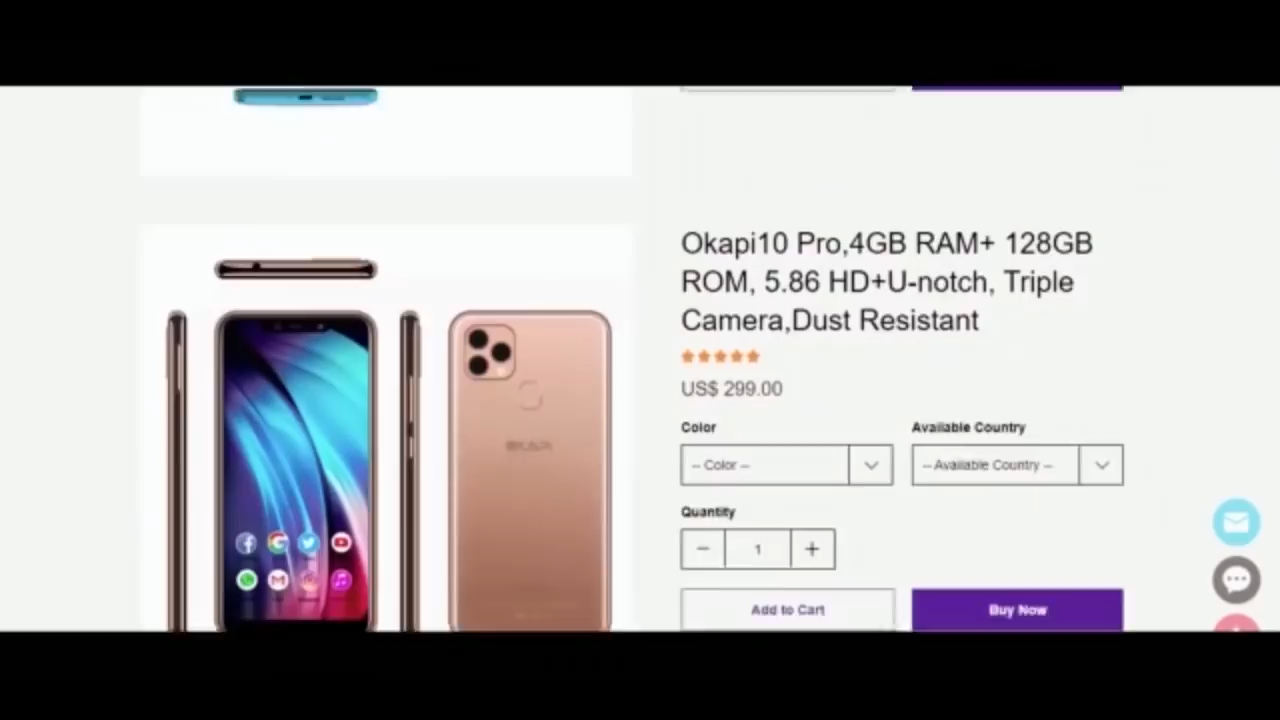 Okapi10 Pro,4GB RAM+ 128GB
ROM, 5.86 HD+U-notch, Triple
Camera,Dust Resistant
US$ 299.00
Color
Available Country
-- Color --
-- Available Country --
Quantity
1
Add to Cart
Buy Now
OKAPI